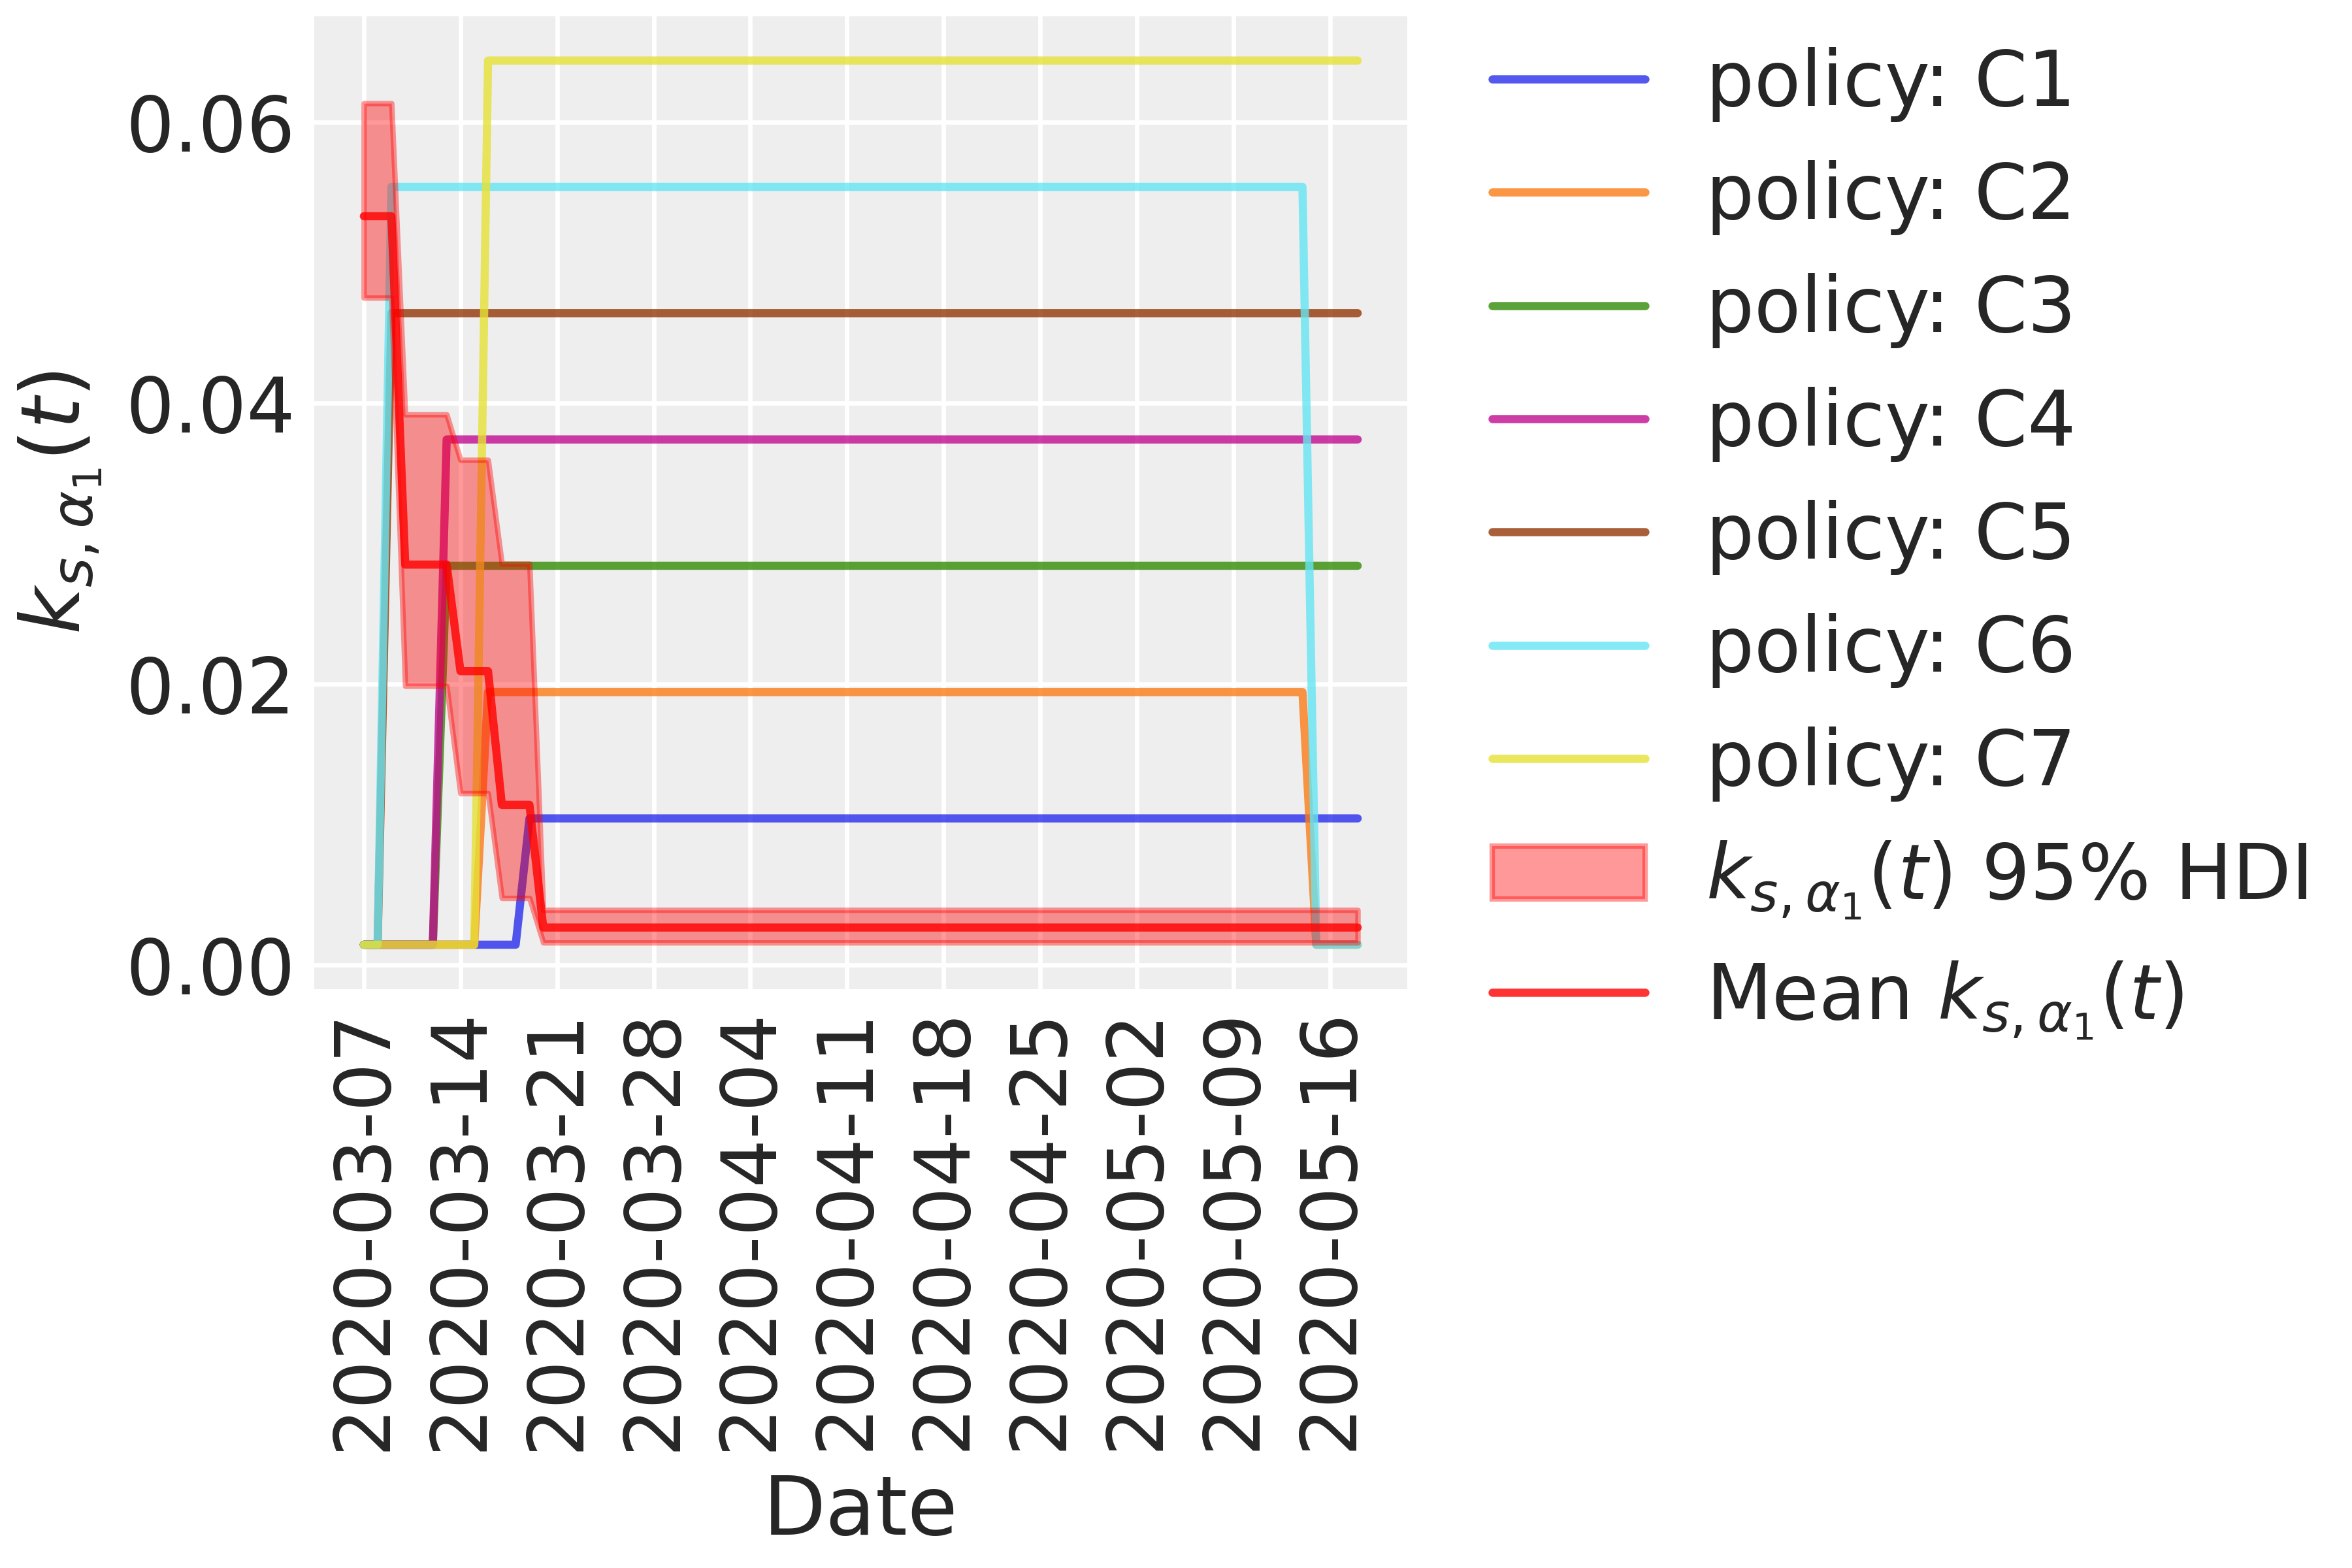 k_{s, α_1}(t)
0.06
0.04
0.02
0.00
2020-03-07
2020-03-14
2020-03-21
2020-03-28
2020-04-04
2020-04-11
2020-04-18
2020-04-25
2020-05-02
2020-05-09
2020-05-16
Date
policy: C1
policy: C2
policy: C3
policy: C4
policy: C5
policy: C6
policy: C7
k_{s, α_1}(t) 95% HDI
Mean k_{s, α_1}(t)